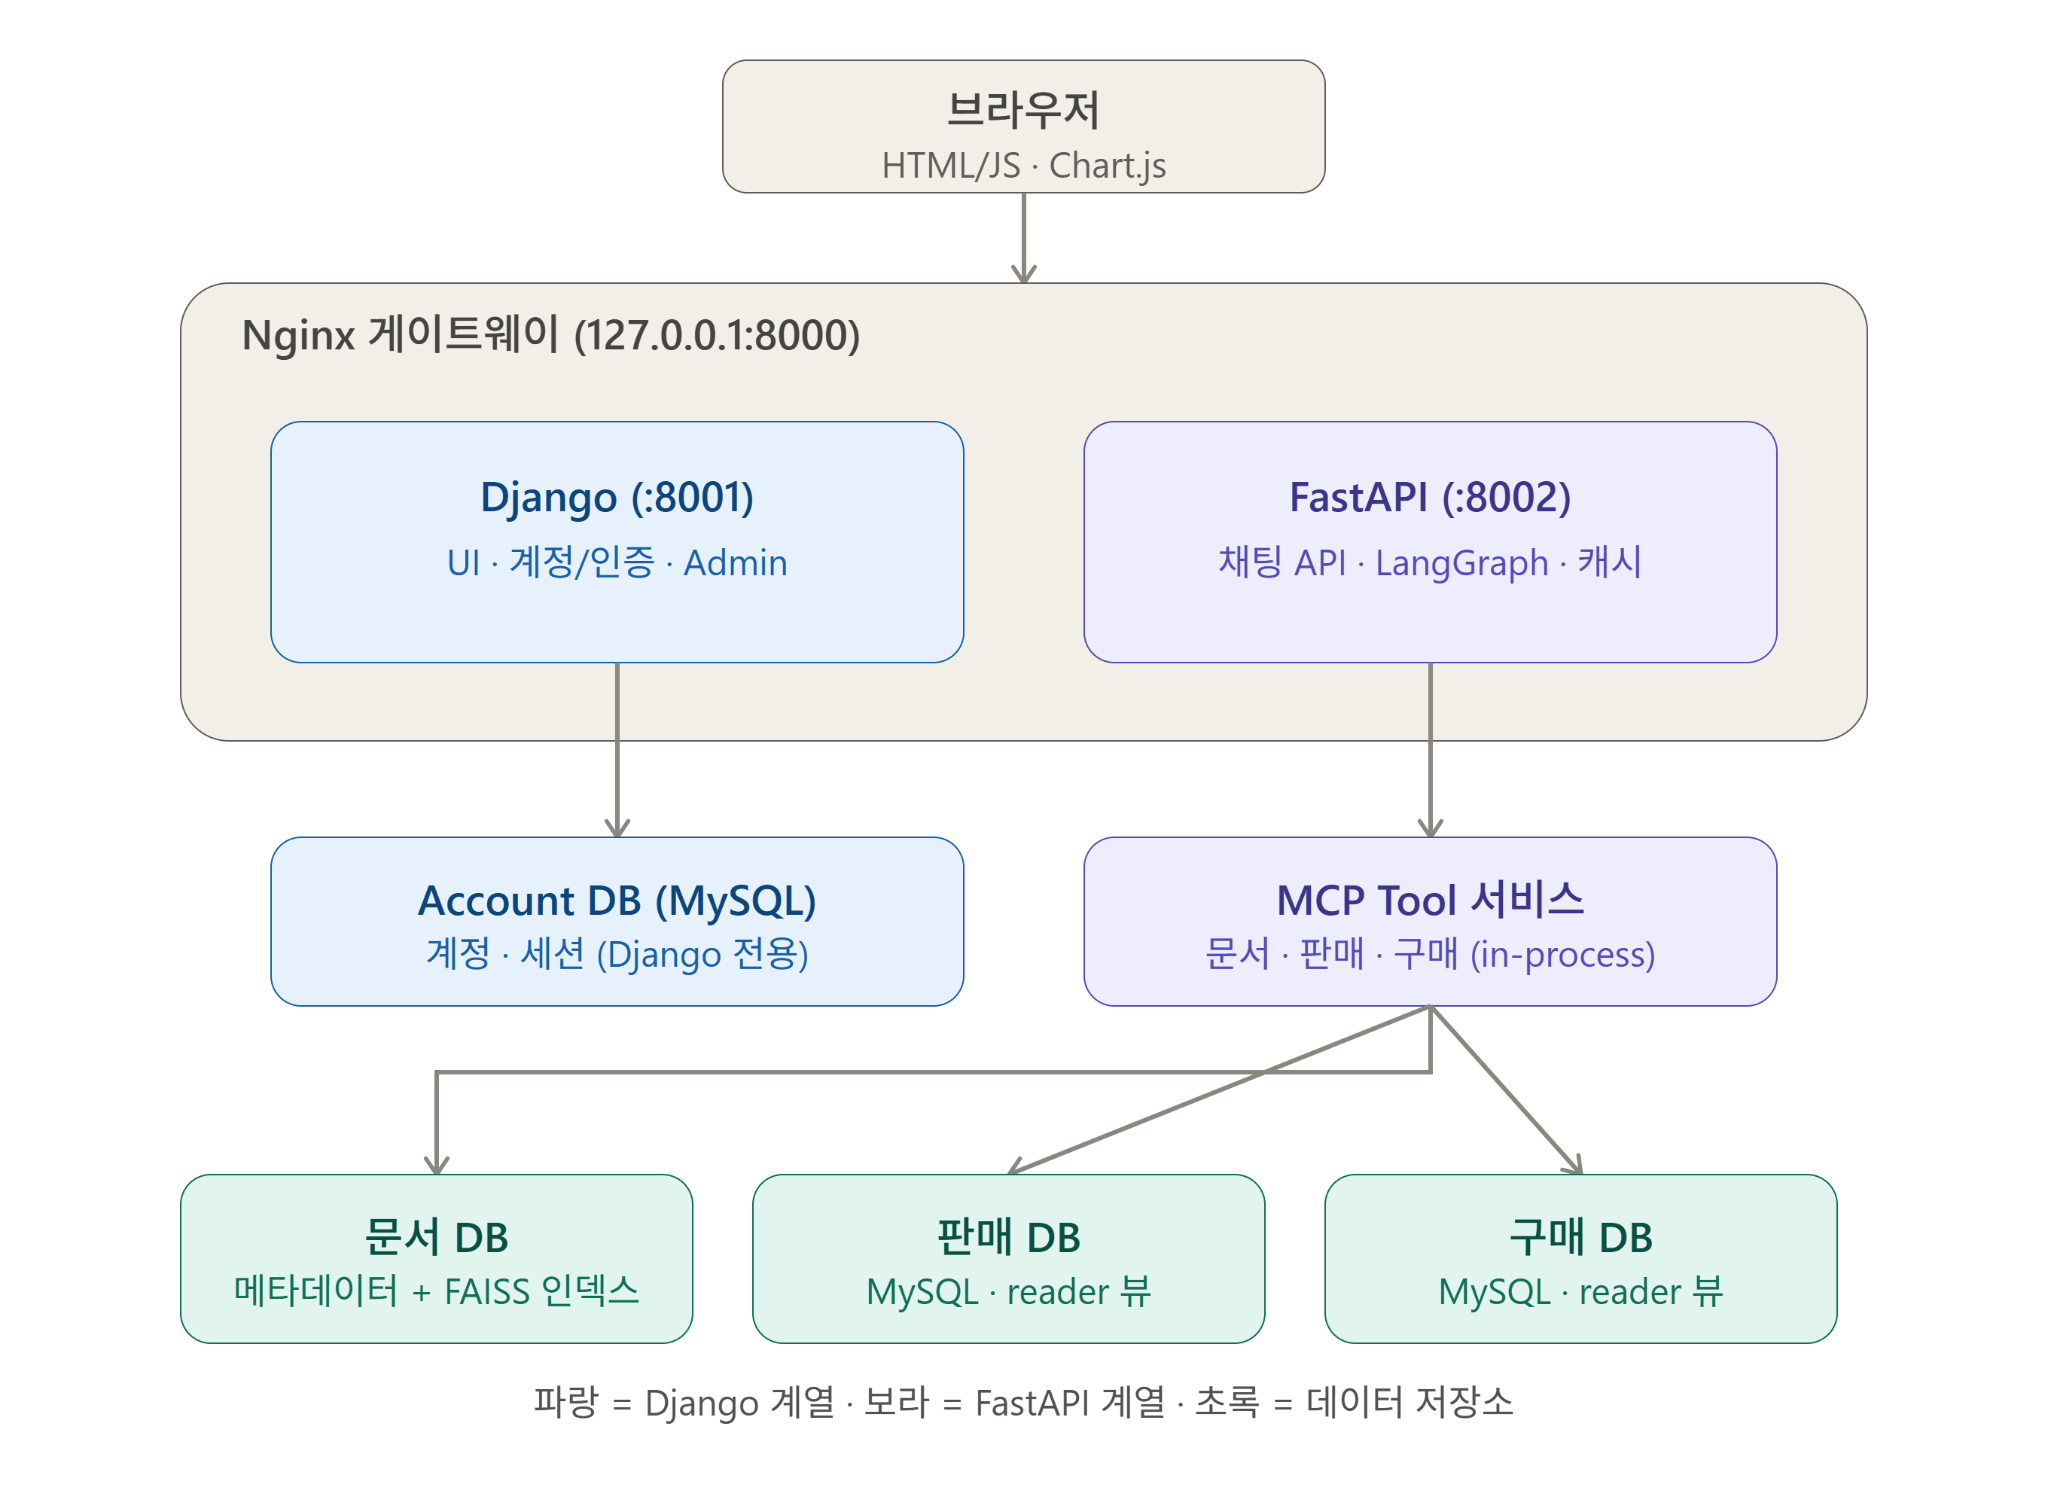 브라우저
HTML/JS · Chart.js
Nginx 게이트웨이 (127.0.0.1:8000)
Django (:8001)
UI · 계정/인증 · Admin
FastAPI (:8002)
채팅 API · LangGraph · 캐시
Account DB (MySQL)
계정 · 세션 (Django 전용)
MCP Tool 서비스
문서 · 판매 · 구매 (in-process)
문서 DB
메타데이터 + FAISS 인덱스
판매 DB
MySQL · reader 뷰
구매 DB
MySQL · reader 뷰
파랑 = Django 계열 · 보라 = FastAPI 계열 · 초록 = 데이터 저장소